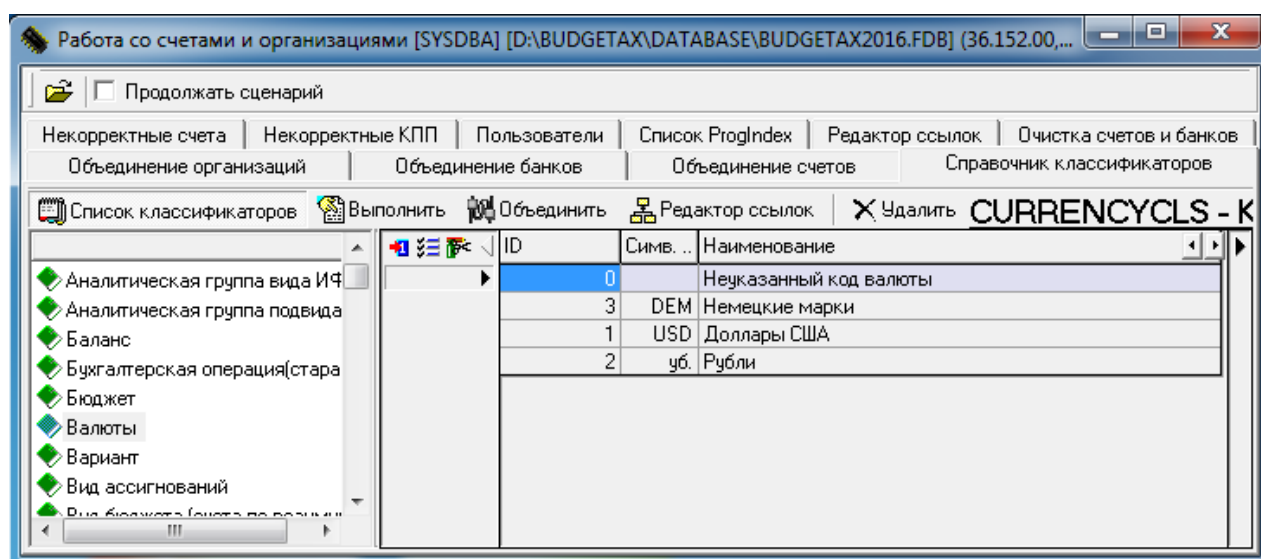 Работа со счетами и организациями [SYSDBA] [D:\BUDGETAX\DATABASE\BUDGETAX2016.FDB] (36.152.00,...
Продолжать сценарий
Некорректные счета Некорректные КПП Пользователи Список ProgIndex Редактор ссылок Очистка счетов и банков
Объединение организаций Объединение банков Объединение счетов Справочник классификаторов
Список классификаторов Выполнить Объединить Редактор ссылок Удалить CURRENCYCLS - К
ID Симв. .. Наименование
0 Неуказанный код валюты
3 DEM Немецкие марки
1 USD Доллары США
2 уб. Рубли
Аналитическая группа вида ИФ
Аналитическая группа подвида
Баланс
Бухгалтерская операция(стара
Бюджет
Валюты
Вариант
Вид ассигнований